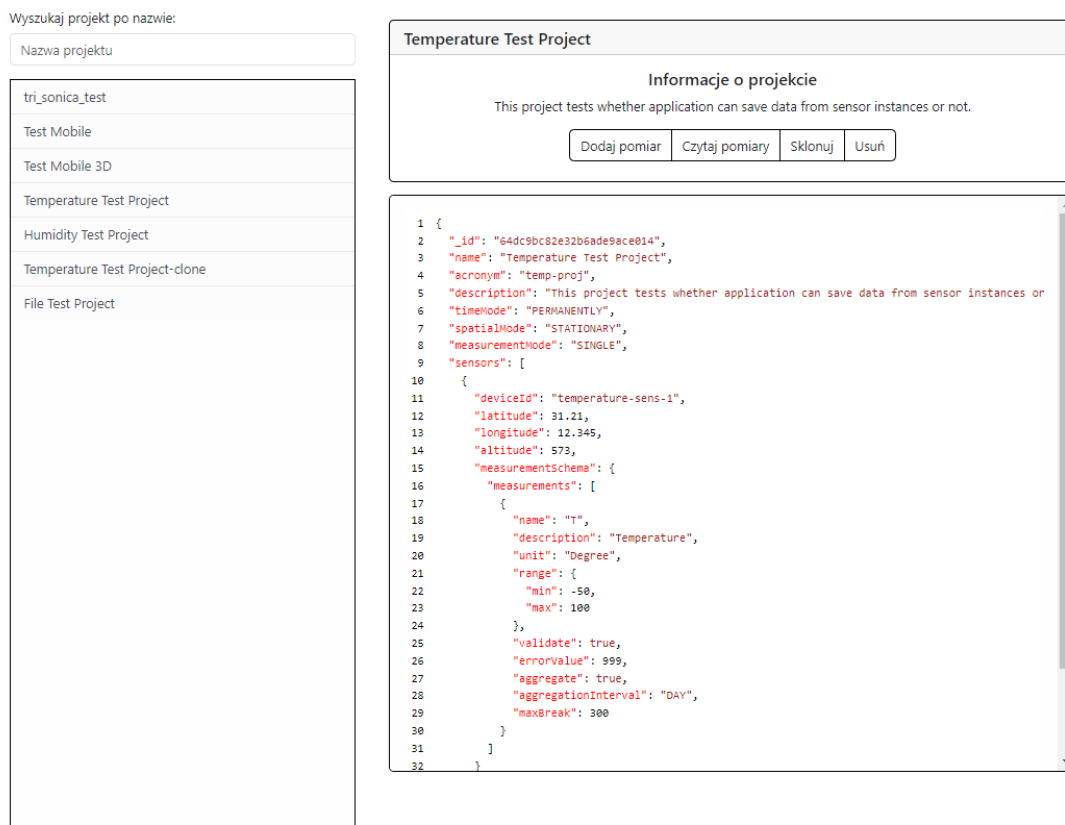 Wyszukaj projekt po nazwie:
Nazwa projektu
tri_sonica_test
Test Mobile
Test Mobile 3D
Temperature Test Project
Humidity Test Project
Temperature Test Project-clone
File Test Project
Temperature Test Project
Informacje o projekcie
This project tests whether application can save data from sensor instances or not.
Dodaj pomiar Czytaj pomiary Sklonuj Usuń
1 {
2 "_id": "64dc9bc82e32b6ade9ace014",
3 "name": "Temperature Test Project",
4 "acronym": "temp-proj",
5 "description": "This project tests whether application can save data from sensor instances or
6 "timeMode": "PERMANENTLY",
7 "spatialMode": "STATIONARY",
8 "measurementMode": "SINGLE",
9 "sensors": [
10 {
11 "deviceId": "temperature-sens-1",
12 "latitude": 31.21,
13 "longitude": 12.345,
14 "altitude": 573,
15 "measurementSchema": {
16 "measurements": [
17 {
18 "name": "T",
19 "description": "Temperature",
20 "unit": "Degree",
21 "range": {
22 "min": -50,
23 "max": 100
24 },
25 "validate": true,
26 "errorValue": 999,
27 "aggregate": true,
28 "aggregationInterval": "DAY",
29 "maxBreak": 300
30 }
31 ]
32 }